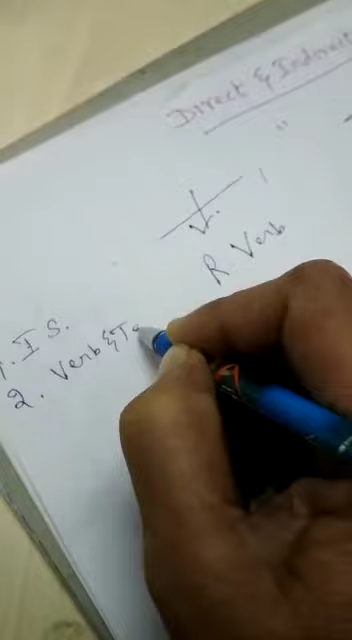 Direct & Indirect
"
V.
R. Verb
1. I S.
2. Verb & Te